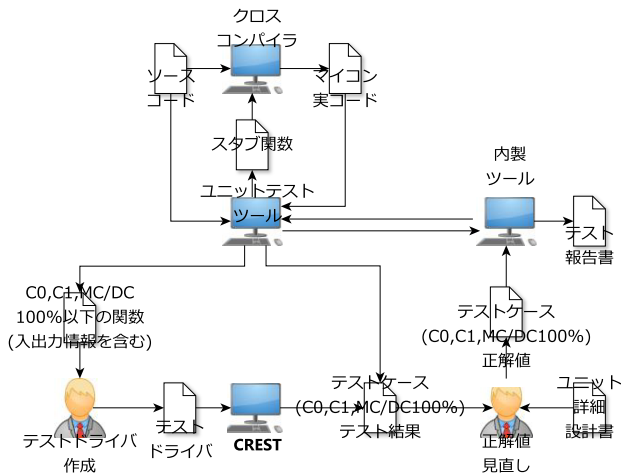 クロス
コンパイラ
ソース
コード
マイコン
実コード
スタブ関数
内製
ツール
ユニットテスト
ツール
テスト
報告書
C0,C1,MC/DC
100%以下の関数
(入出力情報を含む)
テストケース
(C0,C1,MC/DC100%)
正解値
テストドライバ
作成
テスト
ドライバ
CREST
テストケース
(C0,C1,MC/DC100%)
テスト結果
正解値
見直し
ユニット
詳細
設計書